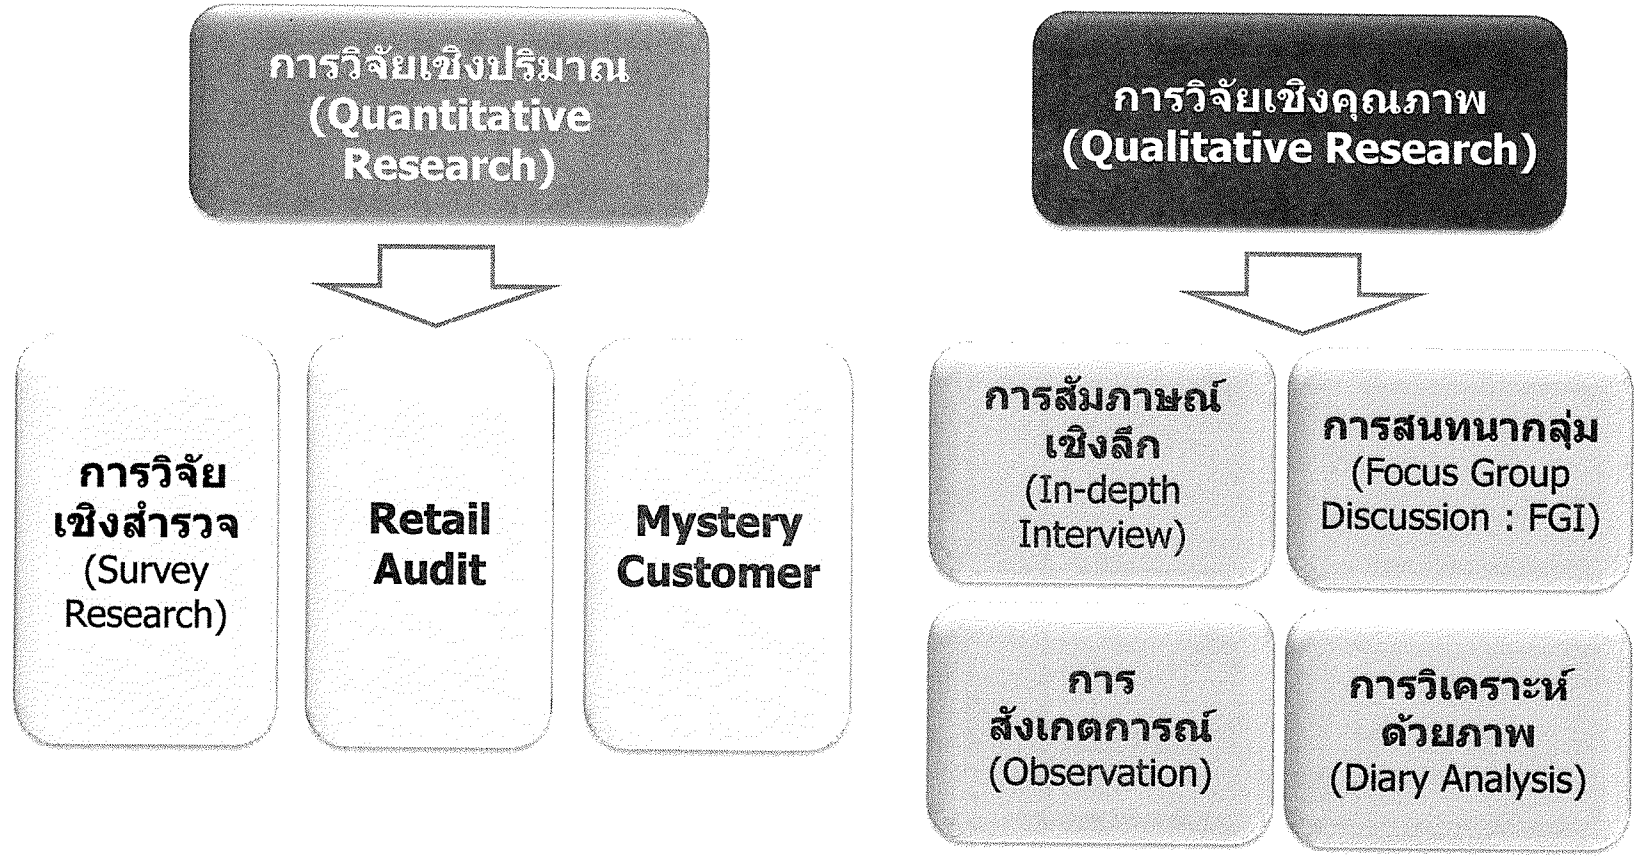 การวิจัยเชิงปริมาณ
(Quantitative
Research)
การวิจัยเชิงคุณภาพ
(Qualitative Research)
การวิจัย
เชิงสำรวจ
(Survey
Research)
Retail
Audit
Mystery
Customer
การสัมภาษณ์
เชิงลึก
(In-depth
Interview)
การสนทนากลุ่ม
(Focus Group
Discussion : FGI)
การ
สังเกตการณ์
(Observation)
การวิเคราะห์
ด้วยภาพ
(Diary Analysis)